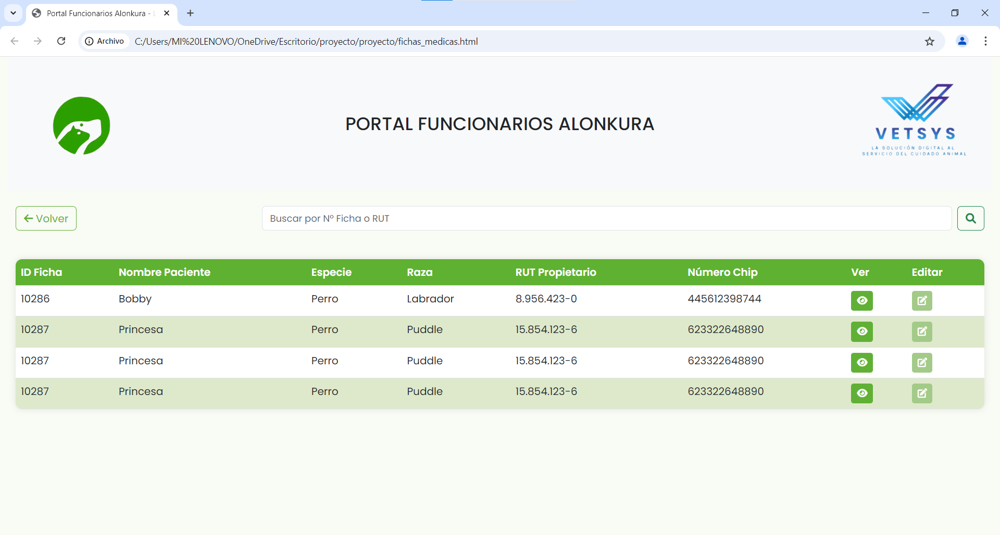 Portal Funcionarios Alonkura -
Archivo
C:/Users/MI%20LENOVO/OneDrive/Escritorio/proyecto/proyecto/fichas_medicas.html
PORTAL FUNCIONARIOS ALONKURA
VETSYS
LA SOLUCIÓN DIGITAL AL
SERVICIO DEL CUIDADO ANIMAL
Volver
Buscar por N° Ficha o RUT
ID Ficha Nombre Paciente Especie Raza RUT Propietario Número Chip Ver Editar
10286 Bobby Perro Labrador 8.956.423-0 445612398744
10287 Princesa Perro Puddle 15.854.123-6 623322648890
10287 Princesa Perro Puddle 15.854.123-6 623322648890
10287 Princesa Perro Puddle 15.854.123-6 623322648890